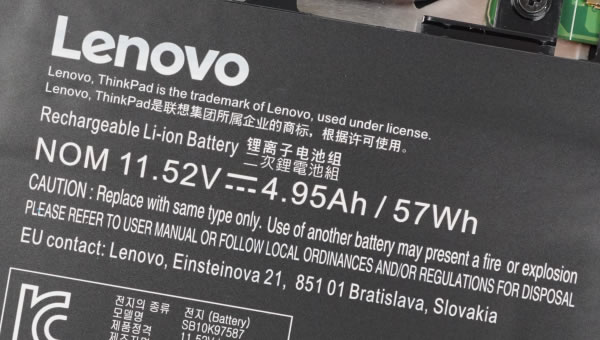 Lenovo
Lenovo, ThinkPad is the trademark of Lenovo, used under license.
Lenovo, ThinkPad是联想集团所属企业的商标，根据许可使用。
Rechargeable Li-ion Battery 锂离子电池组
二次鋰電池組
NOM 11.52V⎓4.95Ah / 57Wh
CAUTION : Replace with same type only. Use of another battery may present a fire or explosion
PLEASE REFER TO USER MANUAL OR FOLLOW LOCAL ORDINANCES AND/OR REGULATIONS FOR DISPOSAL
EU contact: Lenovo, Einsteinova 21, 851 01 Bratislava, Slovakia
전지의 종류 전지 (Battery)
모델명 SB10K97587
제품정격 11.52V